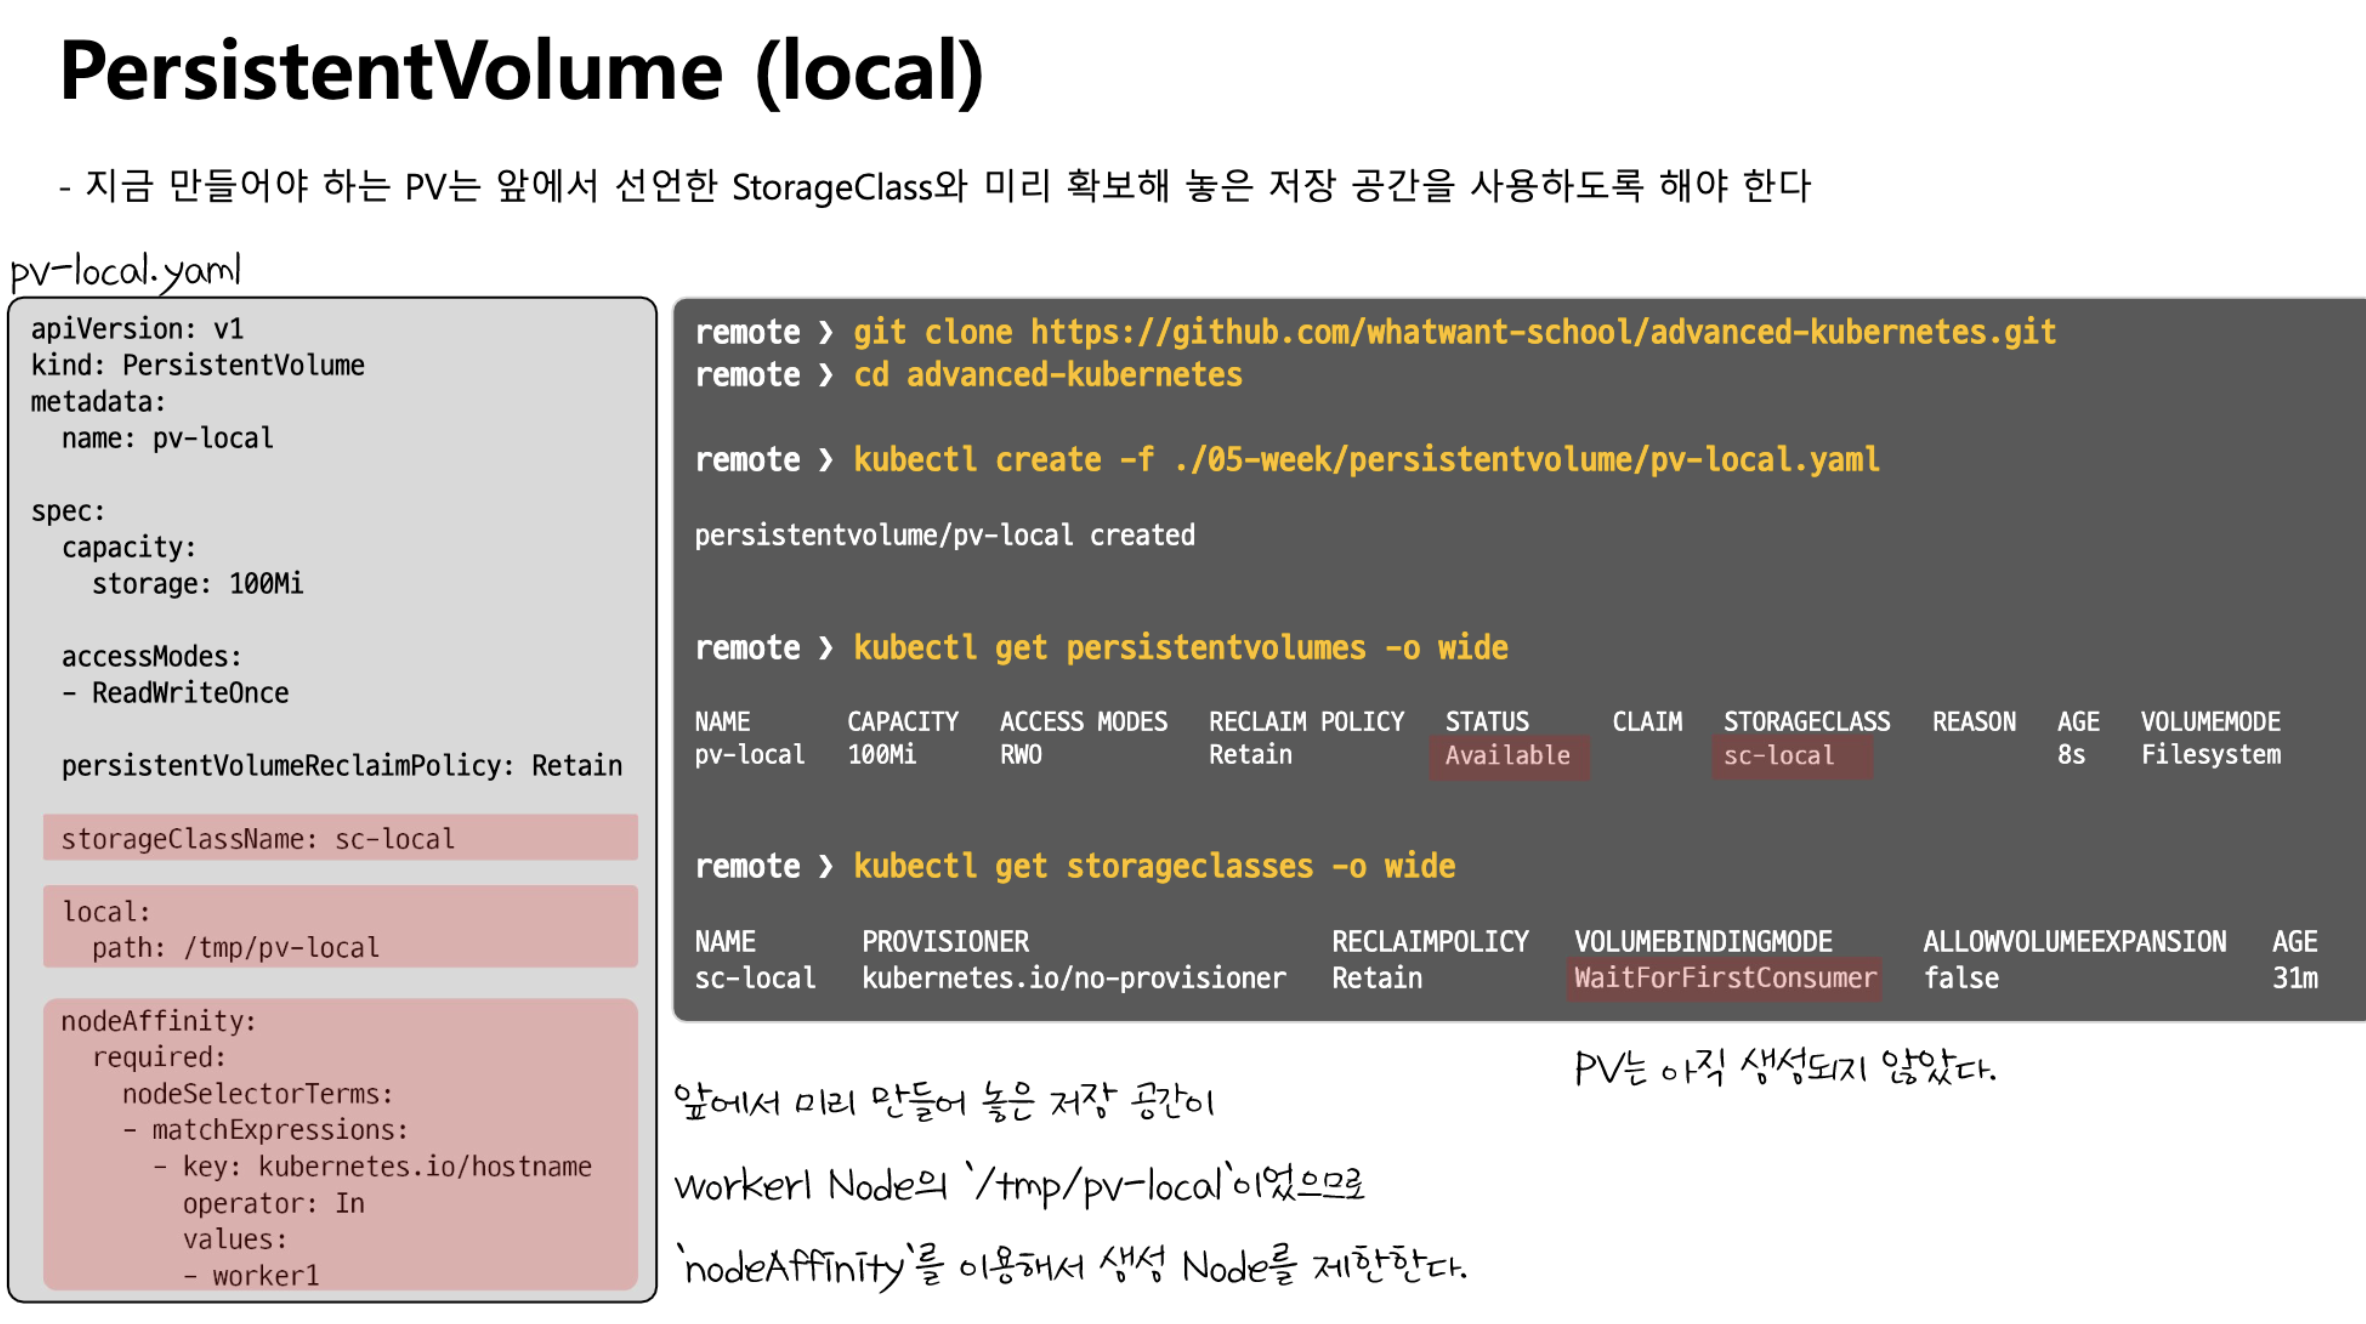 PersistentVolume (local)
- 지금 만들어야 하는 PV는 앞에서 선언한 StorageClass와 미리 확보해 놓은 저장 공간을 사용하도록 해야 한다
pv-local.yaml
apiVersion: v1
kind: PersistentVolume
metadata:
  name: pv-local

spec:
  capacity:
    storage: 100Mi

  accessModes:
  - ReadWriteOnce

  persistentVolumeReclaimPolicy: Retain

  storageClassName: sc-local

  local:
    path: /tmp/pv-local

  nodeAffinity:
    required:
      nodeSelectorTerms:
      - matchExpressions:
        - key: kubernetes.io/hostname
          operator: In
          values:
          - worker1
remote ❯ git clone https://github.com/whatwant-school/advanced-kubernetes.git
remote ❯ cd advanced-kubernetes

remote ❯ kubectl create -f ./05-week/persistentvolume/pv-local.yaml

persistentvolume/pv-local created

remote ❯ kubectl get persistentvolumes -o wide

NAME CAPACITY ACCESS MODES RECLAIM POLICY STATUS CLAIM STORAGECLASS REASON AGE VOLUMEMODE
pv-local 100Mi RWO Retain Available sc-local 8s Filesystem

remote ❯ kubectl get storageclasses -o wide

NAME PROVISIONER RECLAIMPOLICY VOLUMEBINDINGMODE ALLOWVOLUMEEXPANSION AGE
sc-local kubernetes.io/no-provisioner Retain WaitForFirstConsumer false 31m
PV는 아직 생성되지 않았다.
앞에서 미리 만들어 놓은 저장 공간이
worker1 Node의 `/tmp/pv-local`이었으므로
`nodeAffinity`를 이용해서 생성 Node를 제한한다.